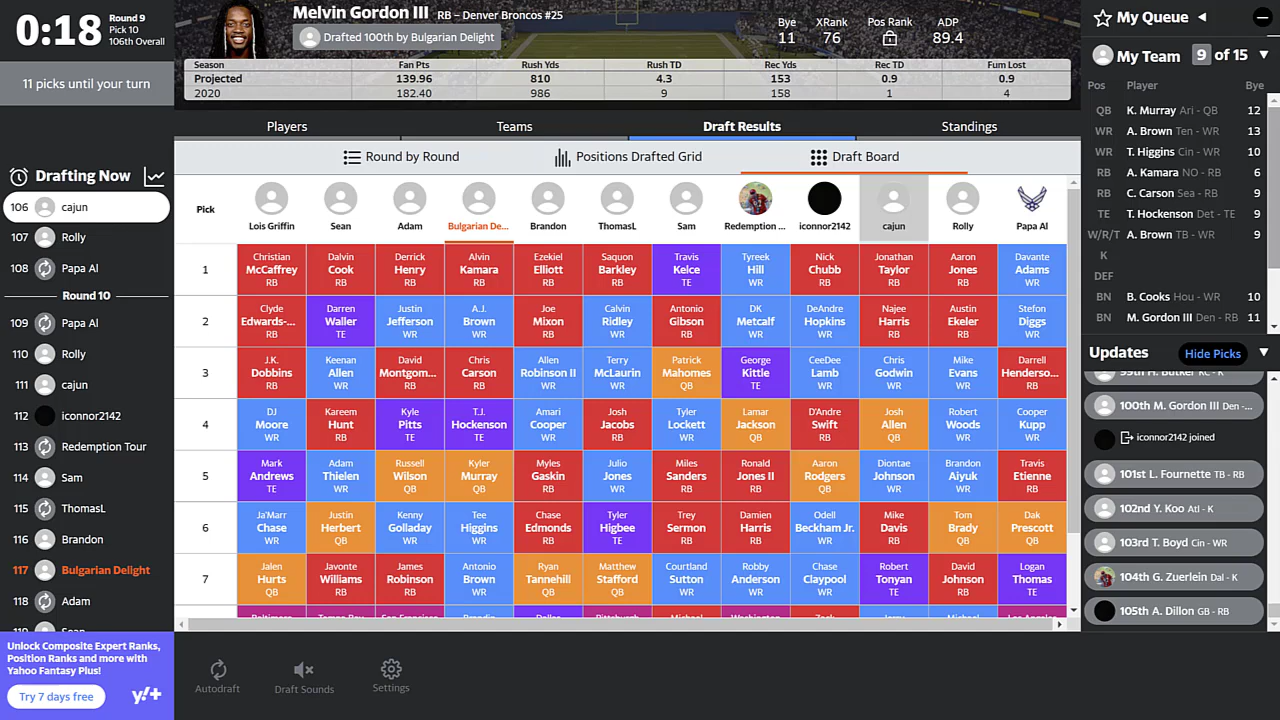 0:18
Round 9
Pick 10
106th Overall
11 picks until your turn
Drafting Now
106 cajun
107 Rolly
108 Papa Al
Round 10
109 Papa Al
110 Rolly
111 cajun
112 iconnor2142
113 Redemption Tour
114 Sam
115 ThomasL
116 Brandon
117 Bulgarian Delight
118 Adam
Unlock Composite Expert Ranks,
Position Ranks and more with
Yahoo Fantasy Plus!
Try 7 days free
y!+
Melvin Gordon III RB – Denver Broncos #25
Drafted 100th by Bulgarian Delight
Bye 11
XRank 76
Pos Rank
ADP 89.4
Season Fan Pts Rush Yds Rush TD Rec Yds Rec TD Fum Lost
Projected 139.96 810 4.3 153 0.9 0.9
2020 182.40 986 9 158 1 4
Players Teams Draft Results Standings
Round by Round Positions Drafted Grid Draft Board
Pick Lois Griffin Sean Adam Bulgarian De... Brandon ThomasL Sam Redemption ... iconnor2142 cajun Rolly Papa Al
1
Christian Dalvin Derrick Alvin Ezekiel Saquon Travis Tyreek Nick Jonathan Aaron Davante
McCaffrey Cook Henry Kamara Elliott Barkley Kelce Hill Chubb Taylor Jones Adams
RB RB RB RB RB RB TE WR RB RB RB WR
2
Clyde Darren Justin A.J. Joe Calvin Antonio DK DeAndre Najee Austin Stefon
Edwards-... Waller Jefferson Brown Mixon Ridley Gibson Metcalf Hopkins Harris Ekeler Diggs
RB TE WR WR RB WR RB WR WR RB RB WR
3
J.K. Keenan David Chris Allen Terry Patrick George CeeDee Chris Mike Darrell
Dobbins Allen Montgom... Carson Robinson II McLaurin Mahomes Kittle Lamb Godwin Evans Henderso...
RB WR RB RB WR WR QB TE WR WR WR RB
4
DJ Kareem Kyle T.J. Amari Josh Tyler Lamar D'Andre Josh Robert Cooper
Moore Hunt Pitts Hockenson Cooper Jacobs Lockett Jackson Swift Allen Woods Kupp
WR RB TE TE WR RB WR QB RB QB WR WR
5
Mark Adam Russell Kyler Myles Julio Miles Ronald Aaron Diontae Brandon Travis
Andrews Thielen Wilson Murray Gaskin Jones Sanders Jones II Rodgers Johnson Aiyuk Etienne
TE WR QB QB RB WR RB RB QB WR WR RB
6
Ja'Marr Justin Kenny Tee Chase Tyler Trey Damien Odell Mike Tom Dak
Chase Herbert Golladay Higgins Edmonds Higbee Sermon Harris Beckham Jr. Davis Brady Prescott
WR QB WR WR RB TE RB RB WR RB QB QB
7
Jalen Javonte James Antonio Ryan Matthew Courtland Robby Chase Robert David Logan
Hurts Williams Robinson Brown Tannehill Stafford Sutton Anderson Claypool Tonyan Johnson Thomas
QB RB RB WR QB QB WR WR WR TE RB TE
Autodraft
Draft Sounds
Settings
My Queue
My Team 9 of 15
Pos Player Bye
QB K. Murray Ari - QB 12
WR A. Brown Ten - WR 13
WR T. Higgins Cin - WR 10
RB A. Kamara NO - RB 6
RB C. Carson Sea - RB 9
TE T. Hockenson Det - TE 9
W/R/T A. Brown TB - WR 9
K
DEF
BN B. Cooks Hou - WR 10
BN M. Gordon III Den - RB 11
Updates Hide Picks
99th H. Butker KC - K
100th M. Gordon III Den -...
iconnor2142 joined
101st L. Fournette TB - RB
102nd Y. Koo Atl - K
103rd T. Boyd Cin - WR
104th G. Zuerlein Dal - K
105th A. Dillon GB - RB